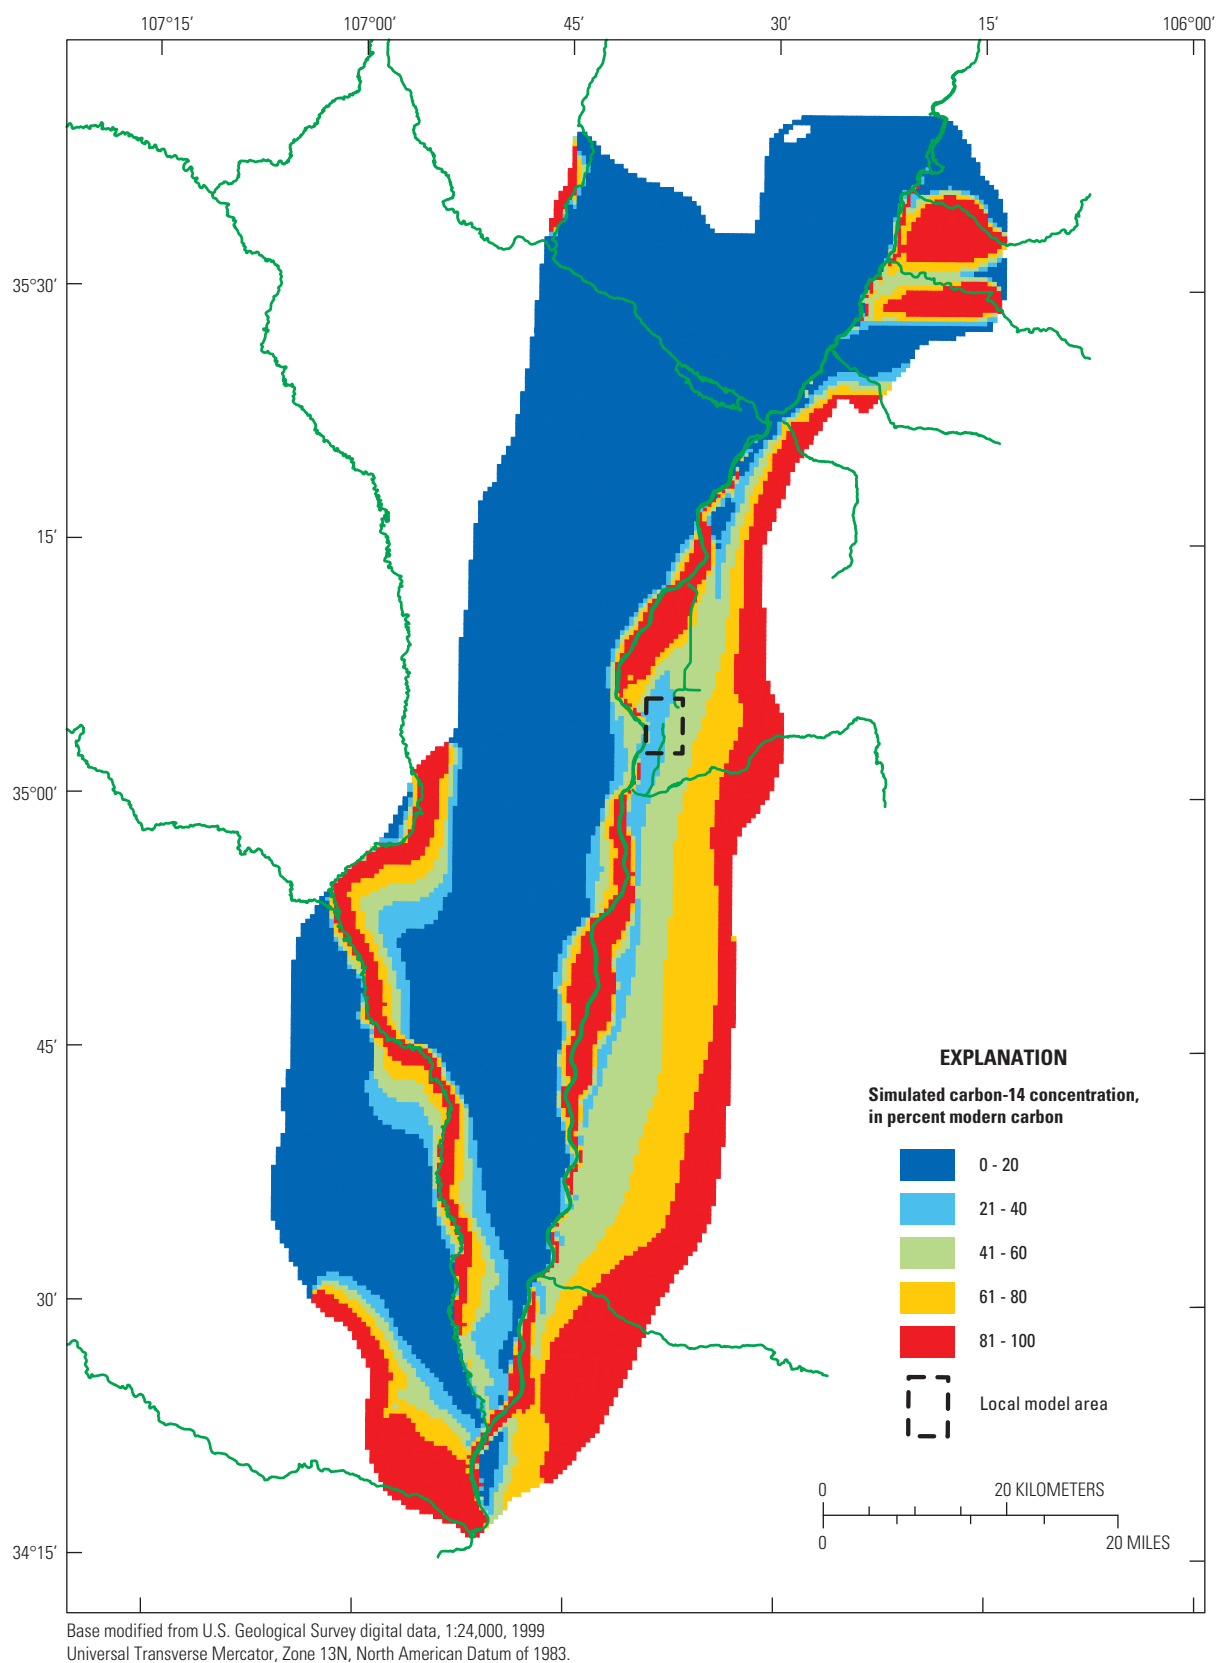 107°15′ 107°00′ 45′ 30′ 15′ 106°00′
35°30′
15′
35°00′
45′
30′
34°15′
EXPLANATION
Simulated carbon-14 concentration,
in percent modern carbon
0 - 20
21 - 40
41 - 60
61 - 80
81 - 100
Local model area
0 20 KILOMETERS
0 20 MILES
Base modified from U.S. Geological Survey digital data, 1:24,000, 1999
Universal Transverse Mercator, Zone 13N, North American Datum of 1983.